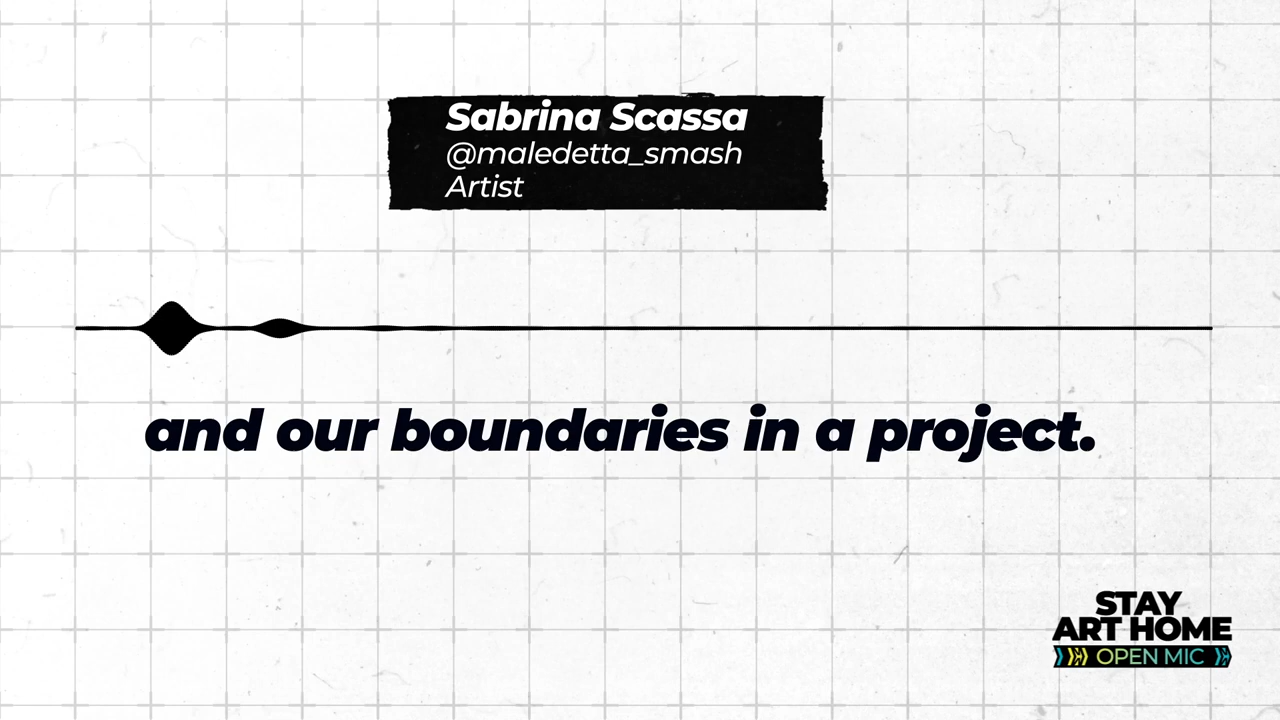 Sabrina Scassa
@maledetta_smash
Artist
and our boundaries in a project.
STAY
ART HOME
OPEN MIC